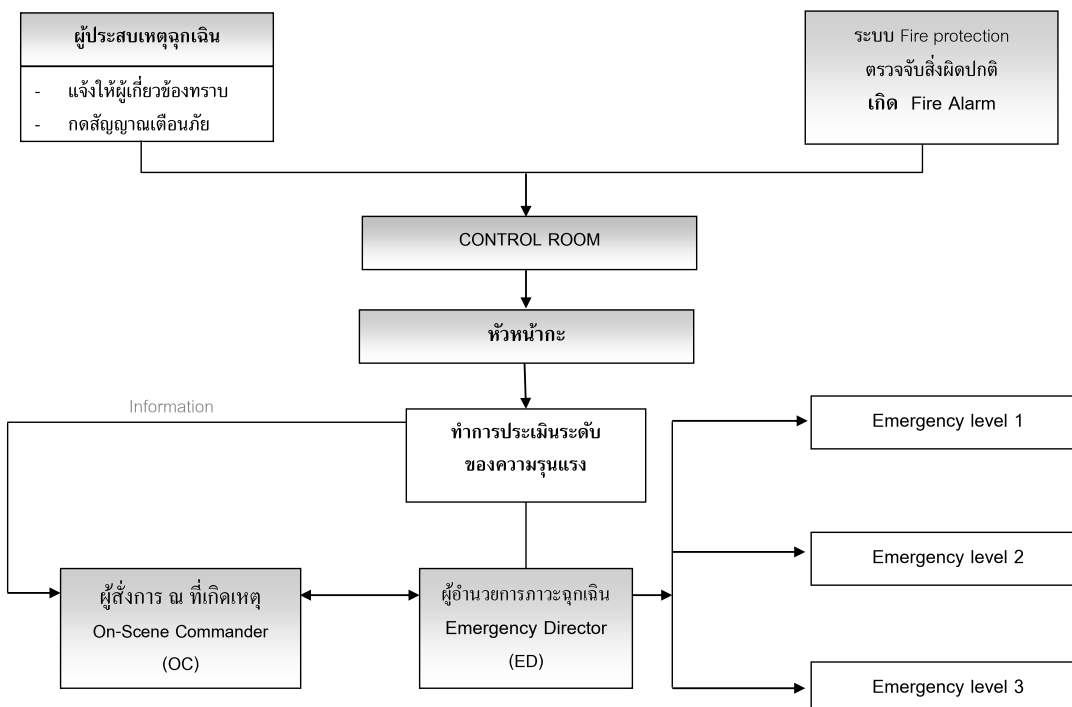 ผู้ประสบเหตุฉุกเฉิน
- แจ้งให้ผู้เกี่ยวข้องทราบ
- กดสัญญาณเตือนภัย
ระบบ Fire protection
ตรวจจับสิ่งผิดปกติ
เกิด Fire Alarm
CONTROL ROOM
หัวหน้ากะ
Information
ทำการประเมินระดับ
ของความรุนแรง
Emergency level 1
Emergency level 2
ผู้สั่งการ ณ ที่เกิดเหตุ
On-Scene Commander
(OC)
ผู้อำนวยการภาวะฉุกเฉิน
Emergency Director
(ED)
Emergency level 3